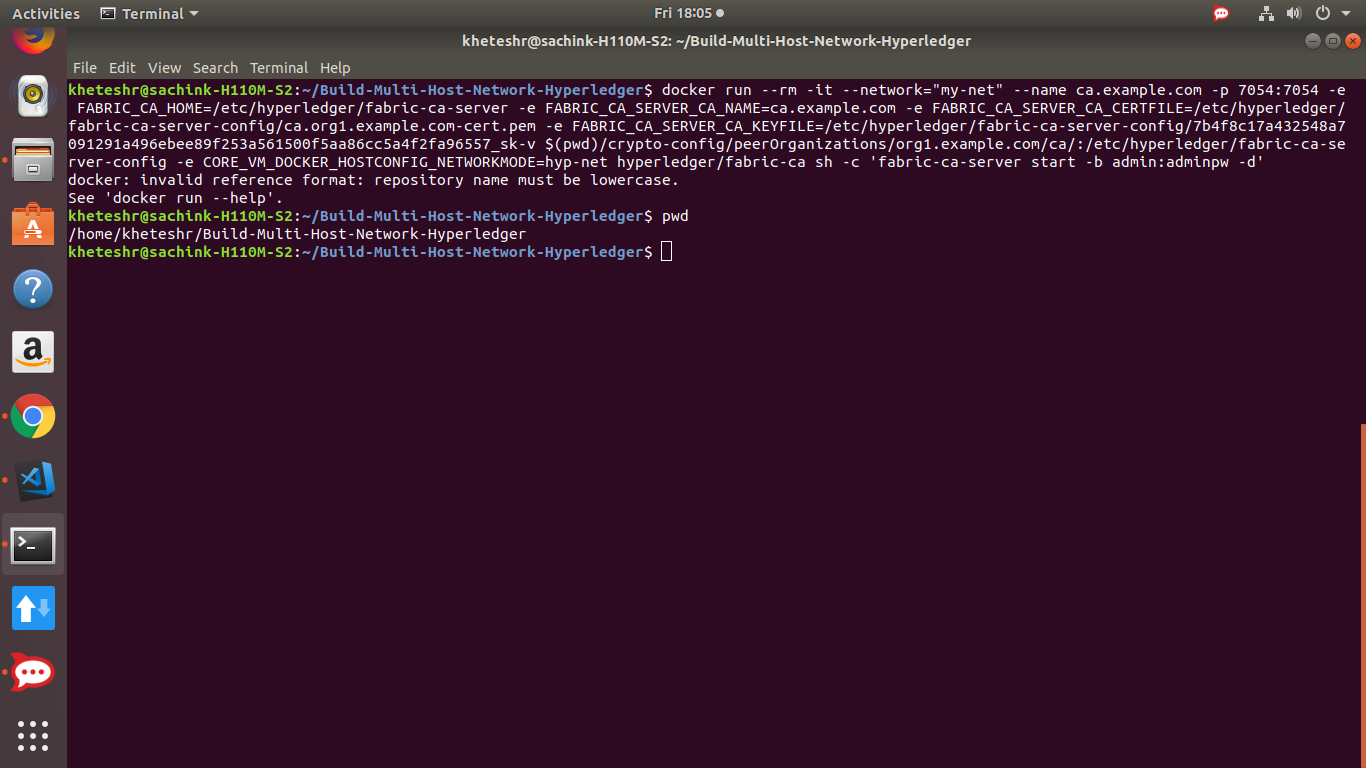 Activities Terminal Fri 18:05
kheteshr@sachink-H110M-S2: ~/Build-Multi-Host-Network-Hyperledger
File Edit View Search Terminal Help
kheteshr@sachink-H110M-S2:~/Build-Multi-Host-Network-Hyperledger$ docker run --rm -it --network="my-net" --name ca.example.com -p 7054:7054 -e
FABRIC_CA_HOME=/etc/hyperledger/fabric-ca-server -e FABRIC_CA_SERVER_CA_NAME=ca.example.com -e FABRIC_CA_SERVER_CA_CERTFILE=/etc/hyperledger/
fabric-ca-server-config/ca.org1.example.com-cert.pem -e FABRIC_CA_SERVER_CA_KEYFILE=/etc/hyperledger/fabric-ca-server-config/7b4f8c17a432548a7
091291a496ebee89f253a561500f5aa86cc5a4f2fa96557_sk-v $(pwd)/crypto-config/peerOrganizations/org1.example.com/ca/:/etc/hyperledger/fabric-ca-se
rver-config -e CORE_VM_DOCKER_HOSTCONFIG_NETWORKMODE=hyp-net hyperledger/fabric-ca sh -c 'fabric-ca-server start -b admin:adminpw -d'
docker: invalid reference format: repository name must be lowercase.
See 'docker run --help'.
kheteshr@sachink-H110M-S2:~/Build-Multi-Host-Network-Hyperledger$ pwd
/home/kheteshr/Build-Multi-Host-Network-Hyperledger
kheteshr@sachink-H110M-S2:~/Build-Multi-Host-Network-Hyperledger$